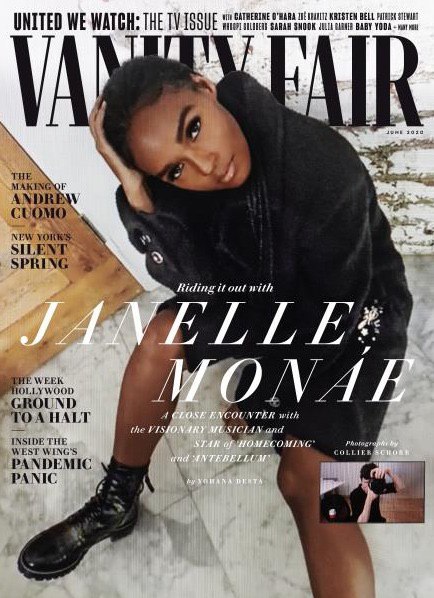 UNITED WE WATCH: THE TV ISSUE
WITH CATHERINE O'HARA ZOË KRAVITZ KRISTEN BELL PATRICK STEWART
WHOOPI GOLDBERG SARAH SNOOK JULIA GARNER BABY YODA – MANY MORE
VANITY FAIR
JUNE 2020
THE
MAKING OF
ANDREW
CUOMO
NEW YORK'S
SILENT
SPRING
Riding it out with
JANELLE
MONÁE
A CLOSE ENCOUNTER with
the VISIONARY MUSICIAN and
STAR of 'HOMECOMING'
and 'ANTEBELLUM'
by YOHANA DESTA
THE WEEK
HOLLYWOOD
GROUND
TO A HALT
INSIDE THE
WEST WING'S
PANDEMIC
PANIC
Photographs by
COLLIER SCHORR